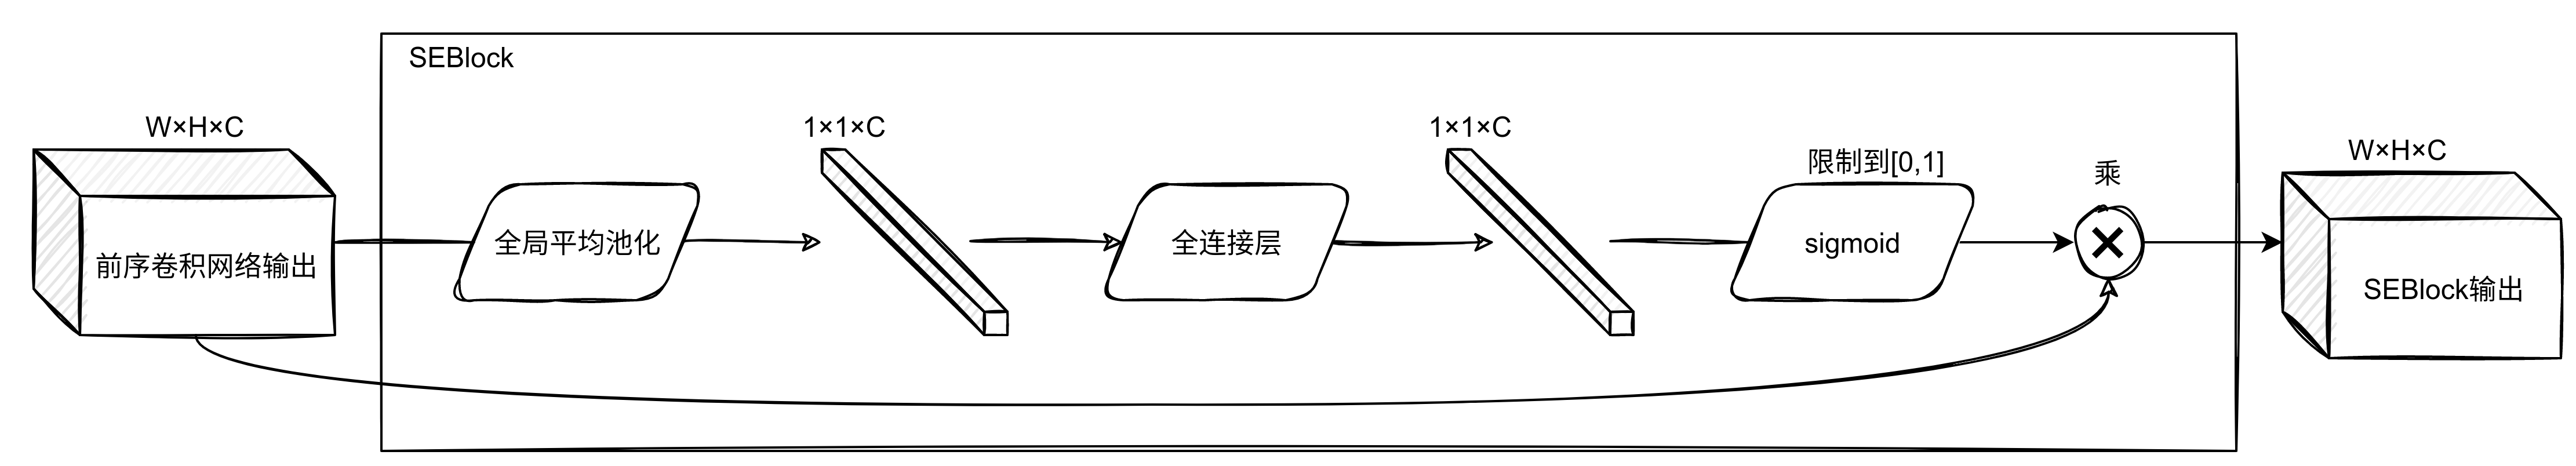 SEBlock
W×H×C
前序卷积网络输出
全局平均池化
1×1×C
全连接层
1×1×C
限制到[0,1]
sigmoid
乘
W×H×C
SEBlock输出